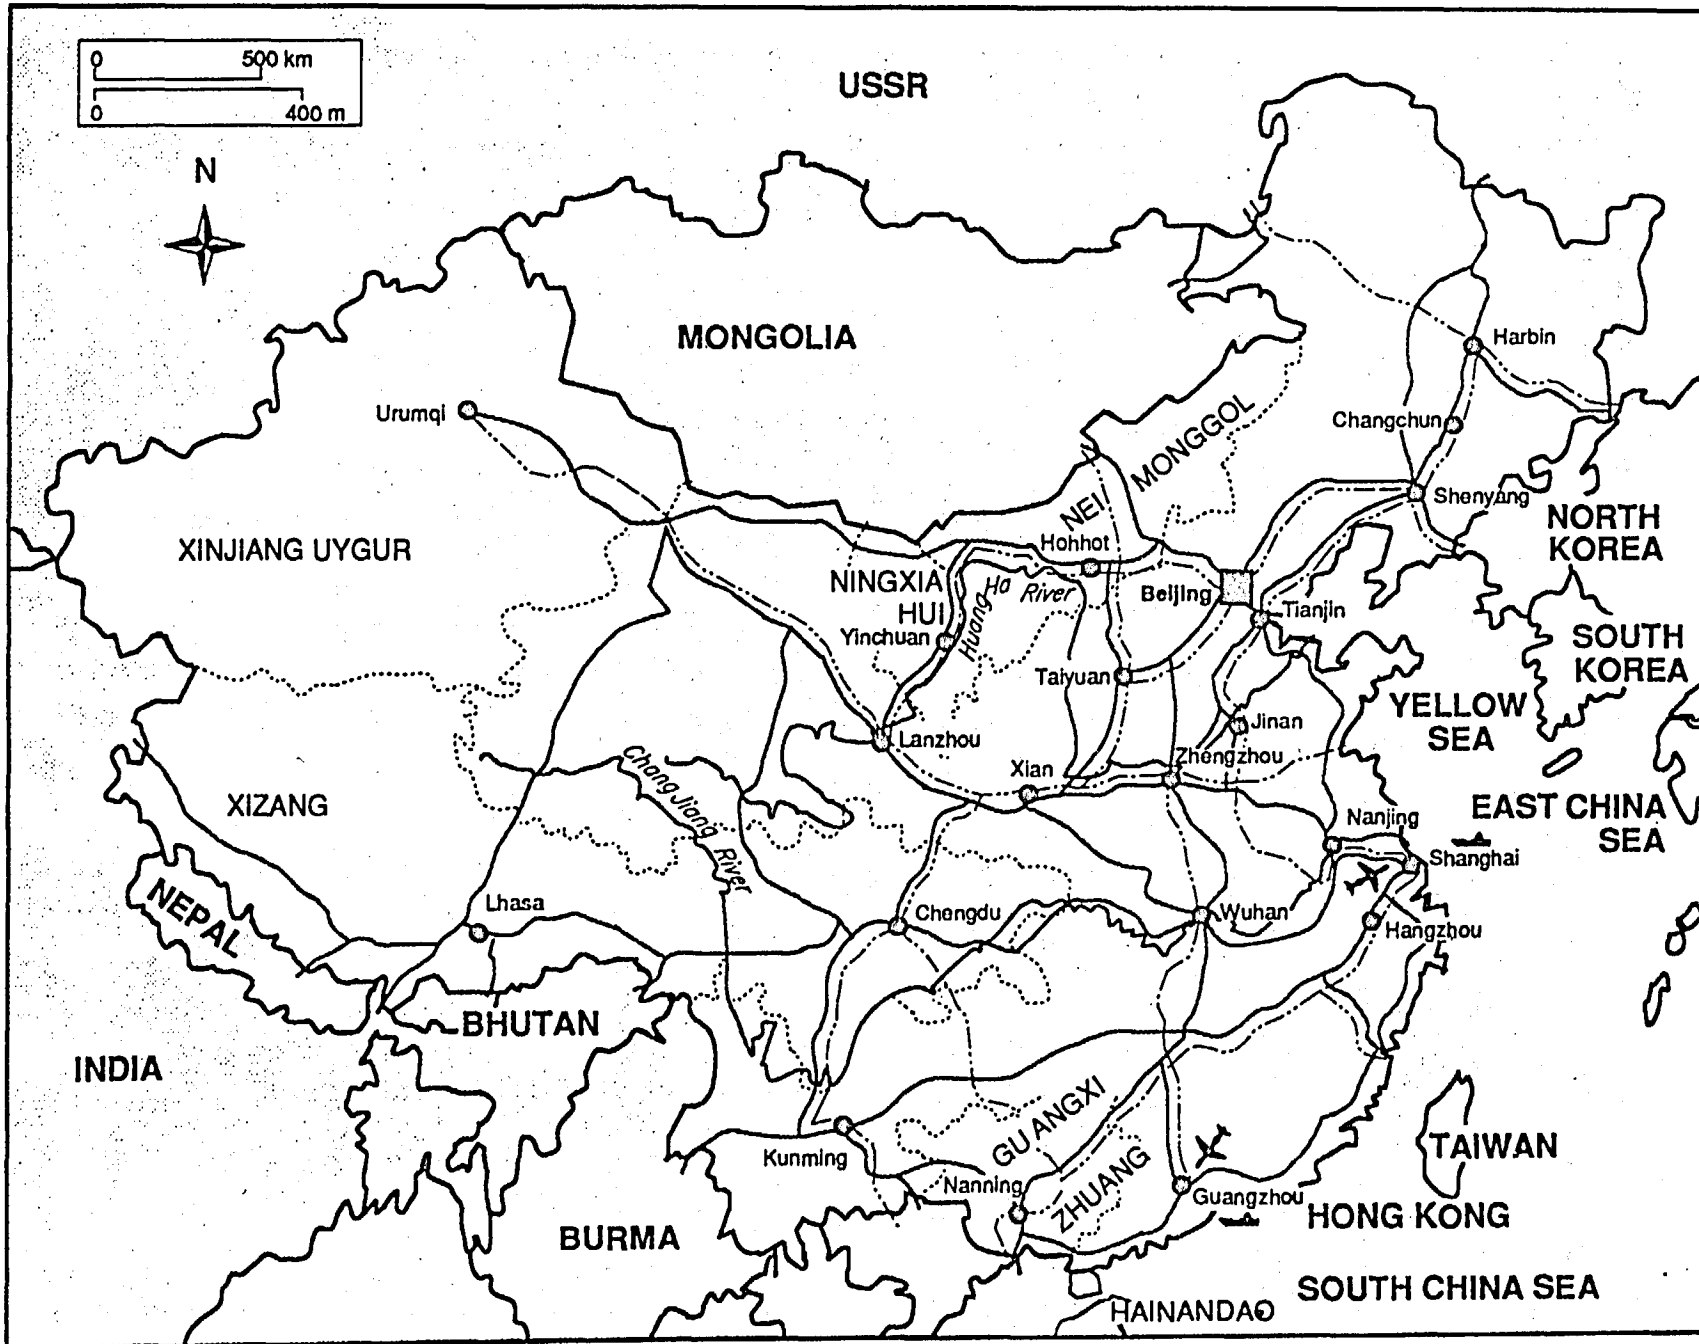 0 500 km
0 400 m
N
USSR
MONGOLIA
Harbin
Urumqi
Changchun
MONGGOL
NEI
Shenyang
NORTH
KOREA
XINJIANG UYGUR
Hohhot
NINGXIA
HUI
Huang Ho River
Beijing
Tianjin
Yinchuan
SOUTH
KOREA
Taiyuan
YELLOW
SEA
Jinan
Lanzhou
Zhengzhou
Xian
Chang Jiang River
XIZANG
EAST CHINA
SEA
Nanjing
Shanghai
NEPAL
Lhasa
Chengdu
Wuhan
Hangzhou
BHUTAN
INDIA
GUANGXI
ZHUANG
TAIWAN
Kunming
Nanning
Guangzhou
HONG KONG
BURMA
SOUTH CHINA SEA
HAINANDAO